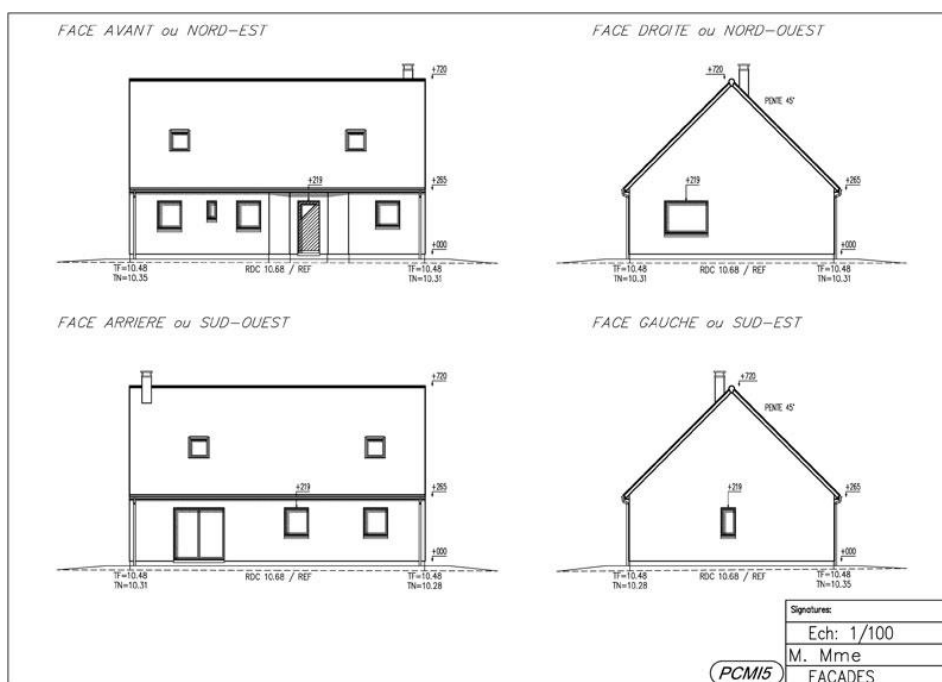 FACE AVANT ou NORD-EST
+720
+265
+219
+000
TF=10.48
TN=10.35
RDC 10.68 / REF
TF=10.48
TN=10.31
FACE DROITE ou NORD-OUEST
+720
PENTE 45°
+265
+219
+000
TF=10.48
TN=10.31
RDC 10.68 / REF
TF=10.48
TN=10.31
FACE ARRIERE ou SUD-OUEST
+720
+265
+219
+000
TF=10.48
TN=10.31
RDC 10.68 / REF
TF=10.48
TN=10.28
FACE GAUCHE ou SUD-EST
+720
PENTE 45°
+265
+219
+000
TF=10.48
TN=10.28
RDC 10.68 / REF
TF=10.48
TN=10.35
Signatures:
Ech: 1/100
M. Mme
PCMI5
FACADES